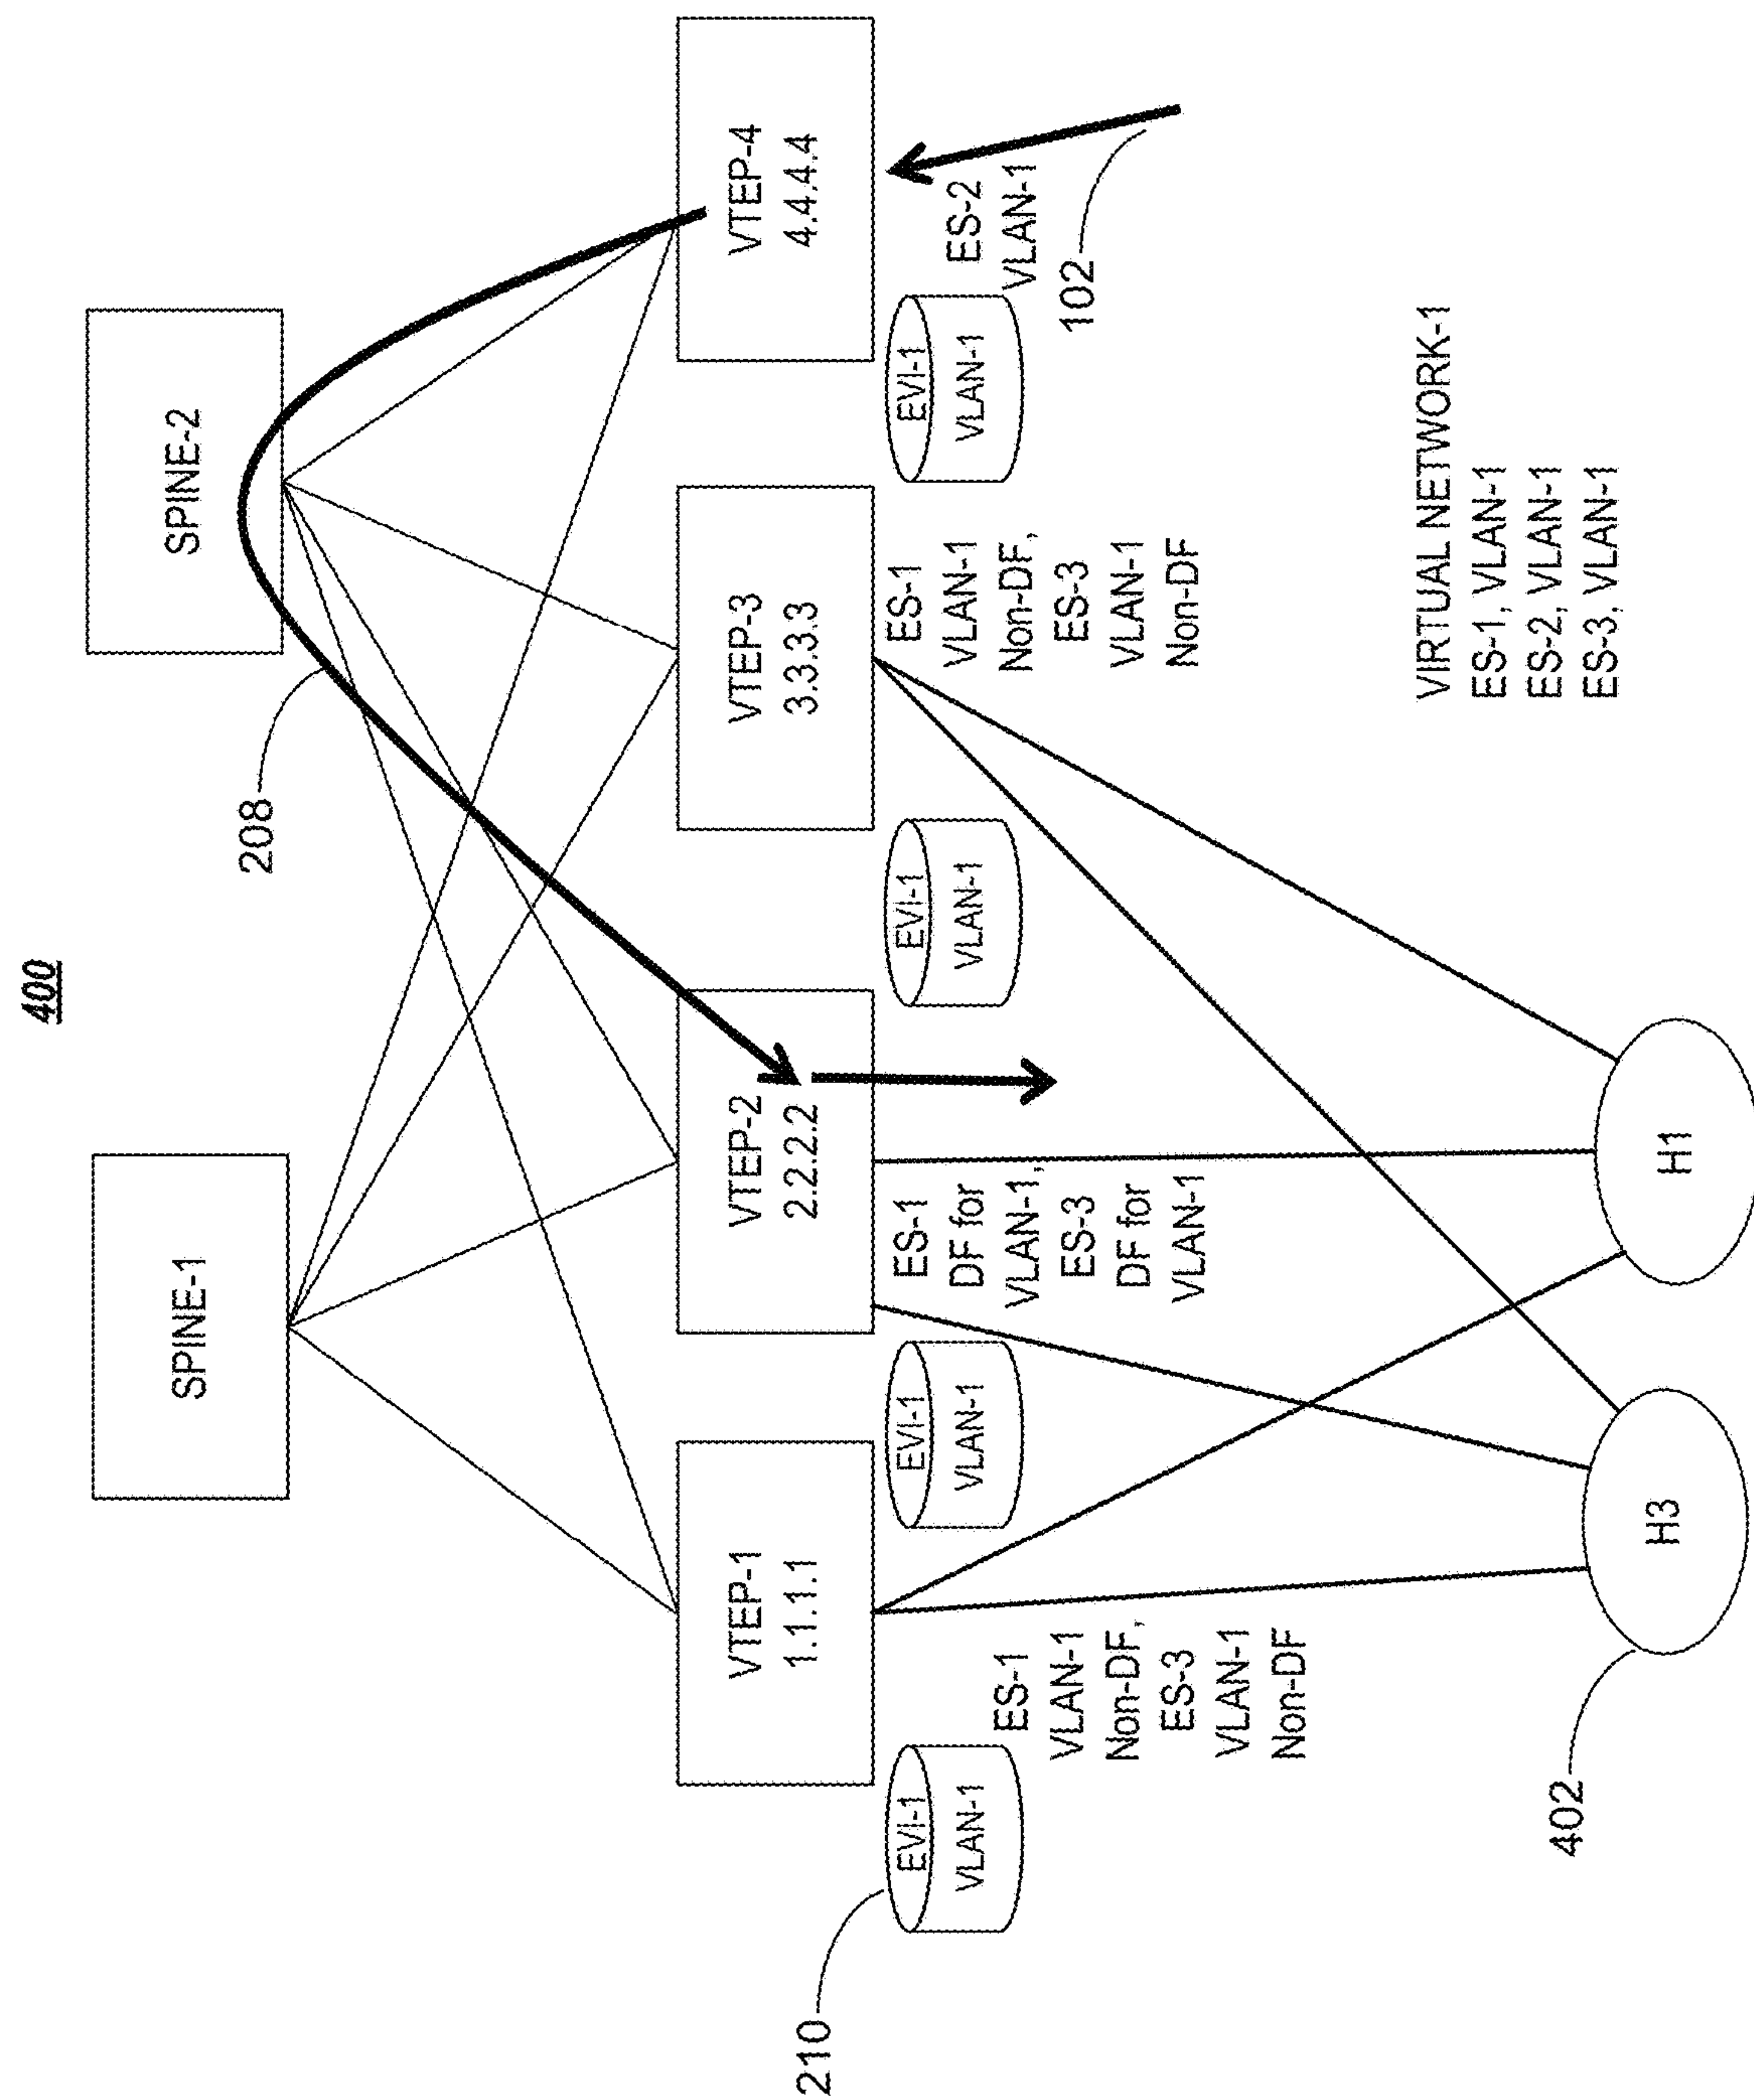 400
SPINE-1
SPINE-2
208
VTEP-1
1.1.1.1
VTEP-2
2.2.2.2
VTEP-3
3.3.3.3
VTEP-4
4.4.4.4
210
EVI-1
VLAN-1
ES-1
VLAN-1
Non-DF,
ES-3
VLAN-1
Non-DF
EVI-1
VLAN-1
ES-1
DF for
VLAN-1,
ES-3
DF for
VLAN-1
EVI-1
VLAN-1
ES-1
VLAN-1
Non-DF,
ES-3
VLAN-1
Non-DF
EVI-1
VLAN-1
ES-2
VLAN-1
102
402
H3
H1
VIRTUAL NETWORK-1
ES-1, VLAN-1
ES-2, VLAN-1
ES-3, VLAN-1